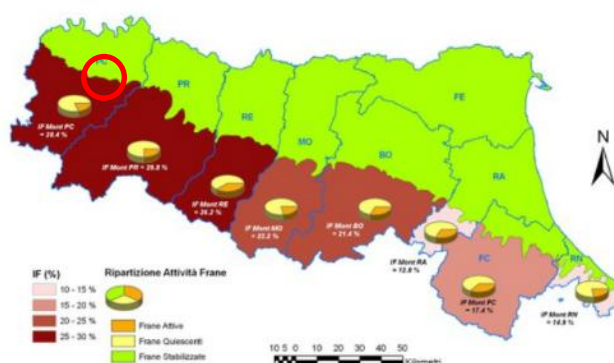 PC
PR
RE
MO
BO
FE
RA
FC
RN
IF Mont PC
= 28.4 %
IF Mont PR = 29.8 %
IF Mont RE
= 26.2 %
IF Mont MO
= 22.2 %
IF Mont BO
= 21.4 %
IF Mont RA
= 12.8 %
IF Mont FC
= 17.4 %
IF Mont RN
= 14.9 %
N
IF (%)
10 - 15 %
15 - 20 %
20 - 25 %
25 - 30 %
Ripartizione Attività Frane
Frane Attive
Frane Quiescenti
Frane Stabilizzate
10 5 0 10 20 30 40 50